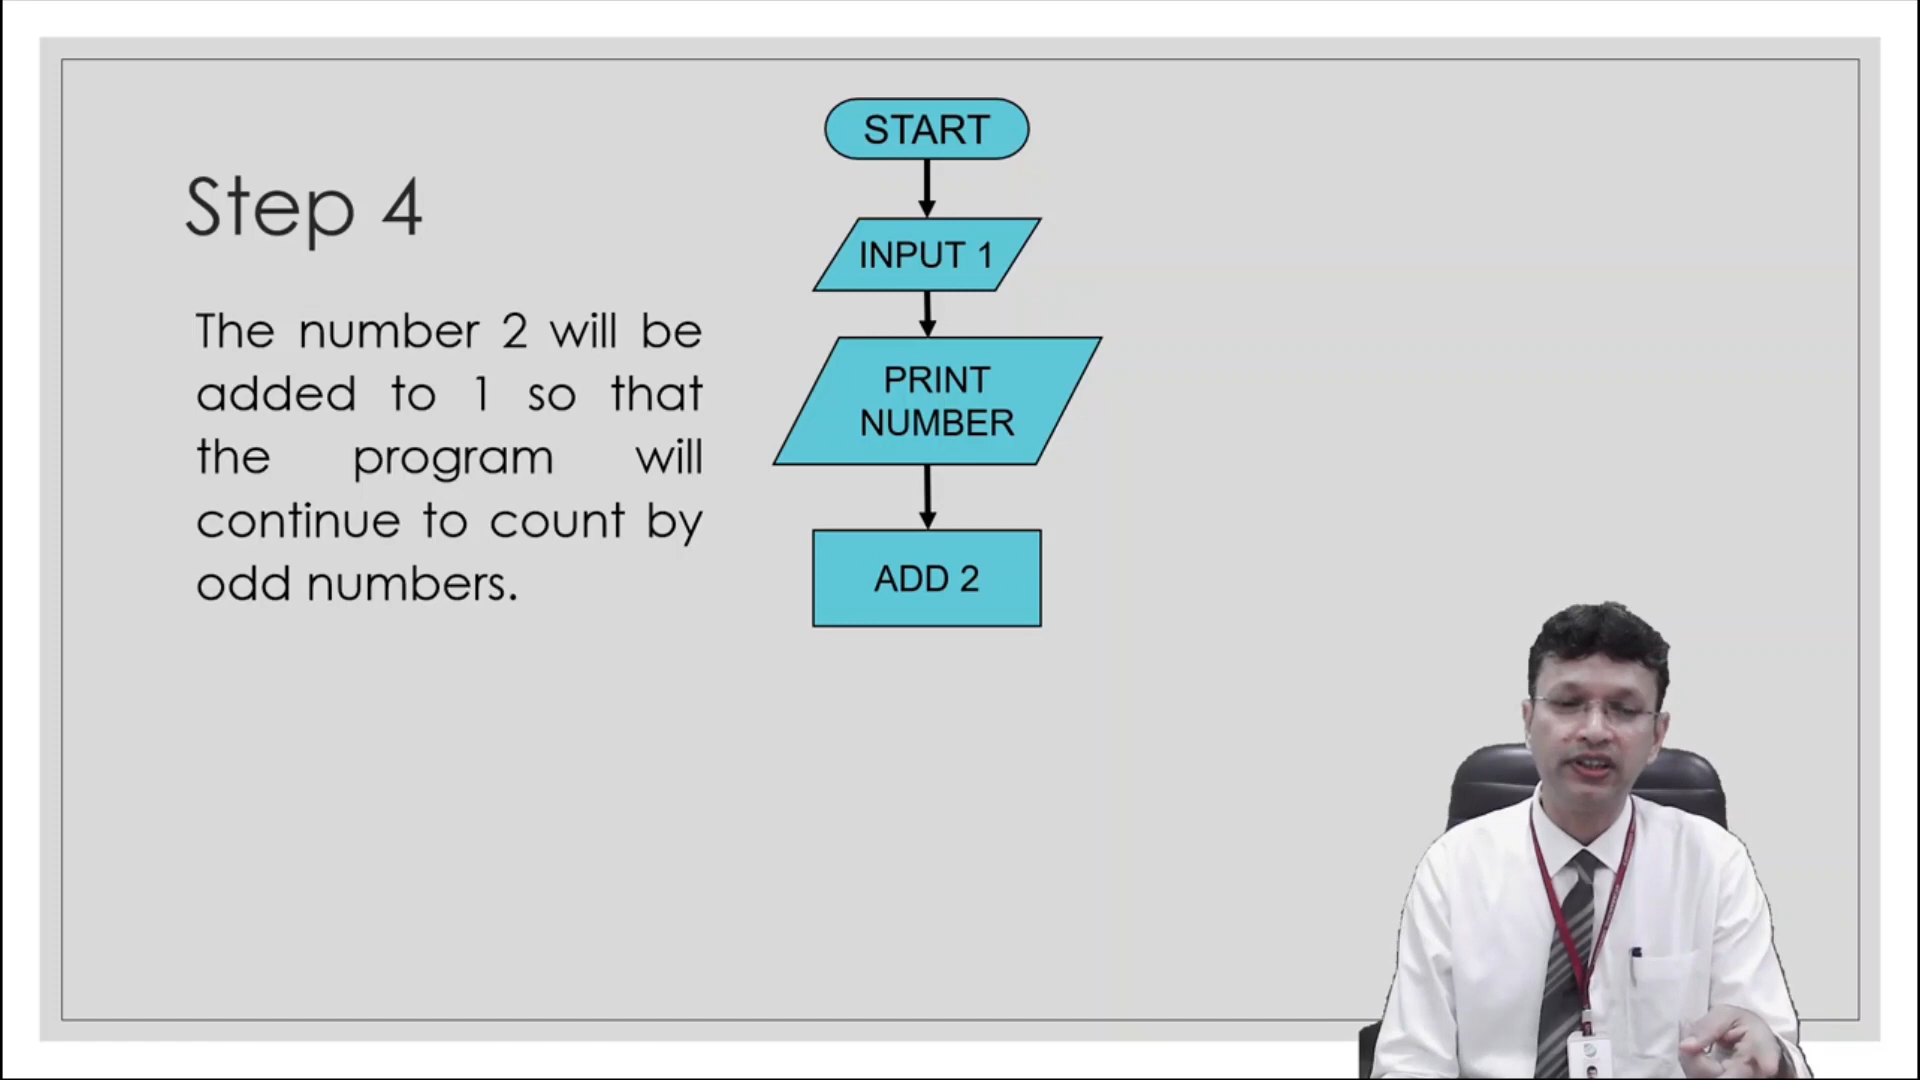 Step 4
The number 2 will be
added to 1 so that
the program will
continue to count by
odd numbers.
START
INPUT 1
PRINT
NUMBER
ADD 2